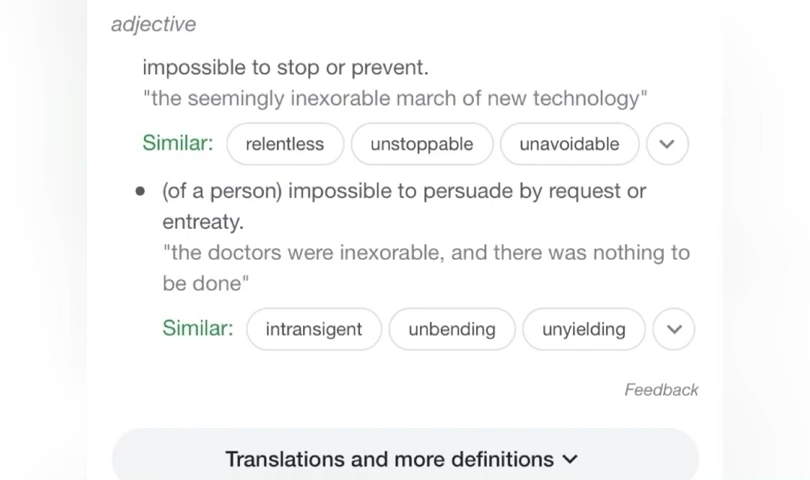 adjective
impossible to stop or prevent.
"the seemingly inexorable march of new technology"
Similar: relentless unstoppable unavoidable
• (of a person) impossible to persuade by request or
entreaty.
"the doctors were inexorable, and there was nothing to
be done"
Similar: intransigent unbending unyielding
Feedback
Translations and more definitions